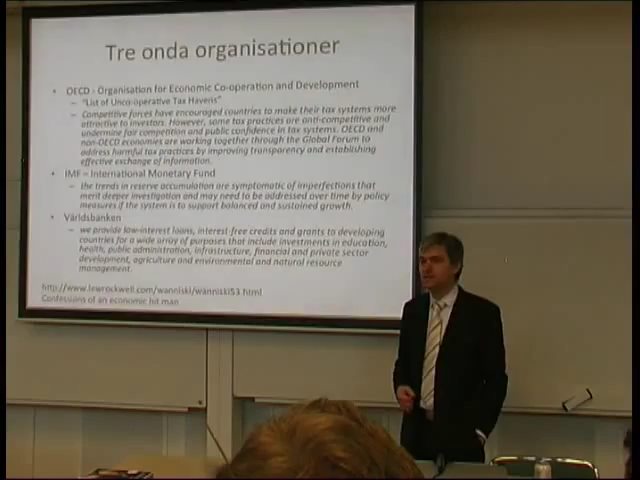 Tre onda organisationer
• OECD - Organisation for Economic Co-operation and Development
– "List of Unco-operative Tax Havens"
– Competitive forces have encouraged countries to make their tax systems more
attractive to investors. However, some tax practices are anti-competitive and
undermine fair competition and public confidence in tax systems. OECD and
non-OECD economies are working together through the Global Forum to
address harmful tax practices by improving transparency and establishing
effective exchange of information.
• IMF – International Monetary Fund
– the trends in reserve accumulation are symptomatic of imperfections that
merit deeper investigation and may need to be addressed over time by policy
measures if the system is to support balanced and sustained growth.
• Världsbanken
– we provide low-interest loans, interest-free credits and grants to developing
countries for a wide array of purposes that include investments in education,
health, public administration, infrastructure, financial and private sector
development, agriculture and environmental and natural resource
management.
http://www.lewrockwell.com/wanniski/wanniski53.html
Confessions of an economic hit man